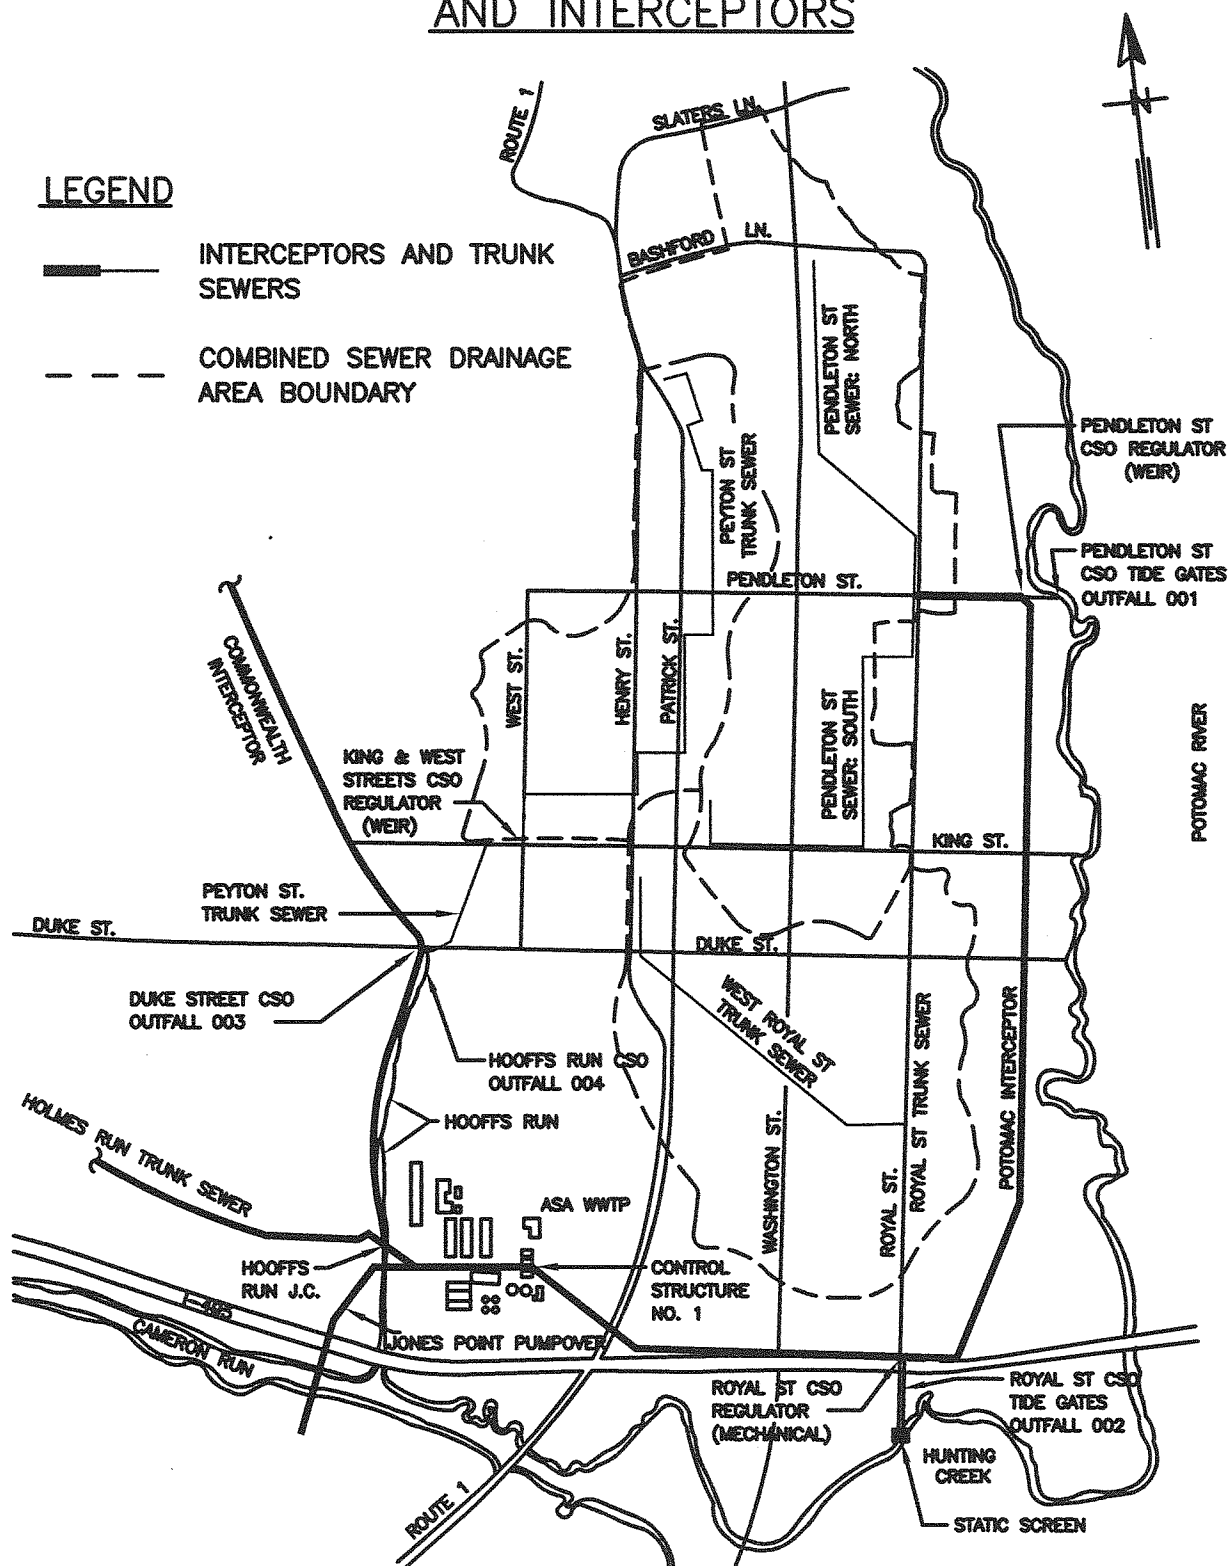 AND INTERCEPTORS
N
ROUTE 1
SLATERS LN.
LEGEND
INTERCEPTORS AND TRUNK
SEWERS
COMBINED SEWER DRAINAGE
AREA BOUNDARY
BASHFORD LN.
PENDLETON ST
SEWER: NORTH
PEYTON ST
TRUNK SEWER
PENDLETON ST
CSO REGULATOR
(WEIR)
PENDLETON ST
CSO TIDE GATES
OUTFALL 001
PENDLETON ST.
COMMONWEALTH
INTERCEPTOR
WEST ST.
HENRY ST.
PATRICK ST.
PENDLETON ST
SEWER: SOUTH
POTOMAC RIVER
KING & WEST
STREETS CSO
REGULATOR
(WEIR)
KING ST.
PEYTON ST.
TRUNK SEWER
DUKE ST.
DUKE ST.
DUKE STREET CSO
OUTFALL 003
HOOFFS RUN CSO
OUTFALL 004
WEST ROYAL ST
TRUNK SEWER
HOOFFS RUN
HOLMES RUN TRUNK SEWER
WASHINGTON ST.
ROYAL ST.
ROYAL ST TRUNK SEWER
POTOMAC INTERCEPTOR
ASA WWTP
HOOFFS
RUN J.C.
CONTROL
STRUCTURE
NO. 1
I-495
CAMERON RUN
JONES POINT PUMPOVER
ROYAL ST CSO
REGULATOR
(MECHANICAL)
ROYAL ST CSO
TIDE GATES
OUTFALL 002
HUNTING
CREEK
ROUTE 1
STATIC SCREEN